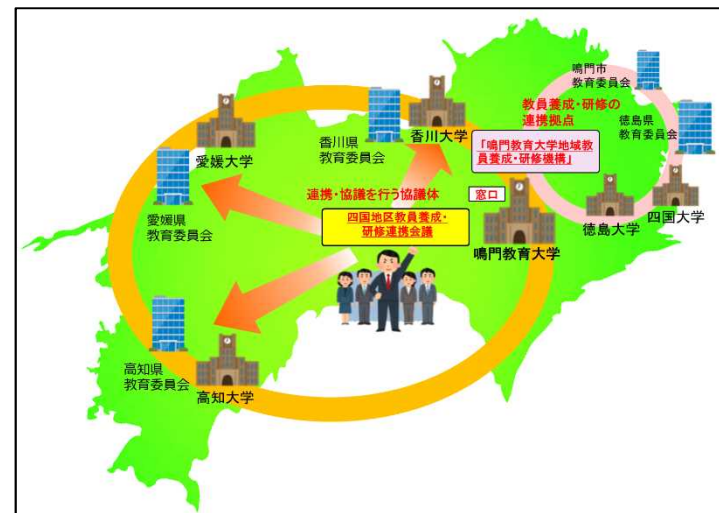 鳴門市
教育委員会
教員養成・研修の
連携拠点
徳島県
教育委員会
香川大学
香川県
教育委員会
愛媛大学
「鳴門教育大学地域教
員養成・研修機構」
連携・協議を行う協議体
窓口
愛媛県
教育委員会
四国地区教員養成・
研修連携会議
徳島大学
四国大学
鳴門教育大学
高知県
教育委員会
高知大学